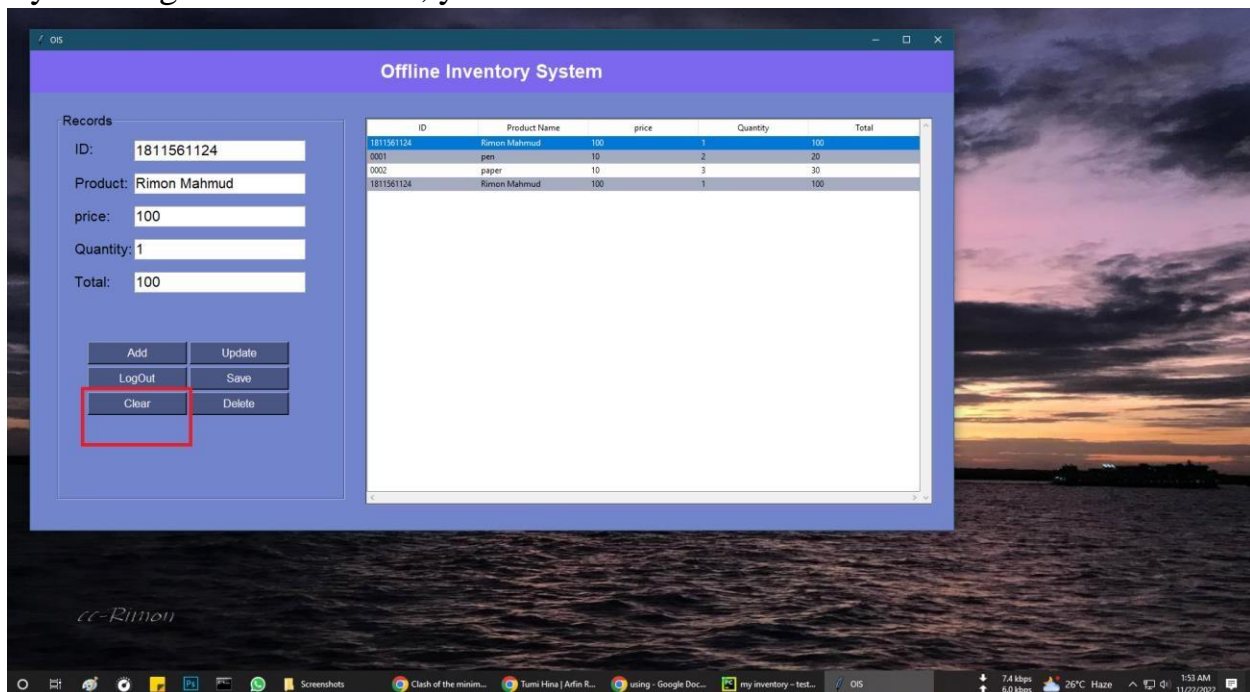 OIS
Offline Inventory System
Records
ID: 1811561124
Product: Rimon Mahmud
price: 100
Quantity: 1
Total: 100
Add Update
LogOut Save
Clear Delete
ID Product Name price Quantity Total
1811561124 Rimon Mahmud 100 1 100
0001 pen 10 2 20
0002 paper 10 3 30
1811561124 Rimon Mahmud 100 1 100
cc-Rimon
Screenshots
Clash of the minim...
Tumi Hina | Arfin R...
using - Google Doc...
my inventory – test...
OIS
7.4 kbps
6.0 kbps
26°C Haze
1:53 AM
11/22/2022